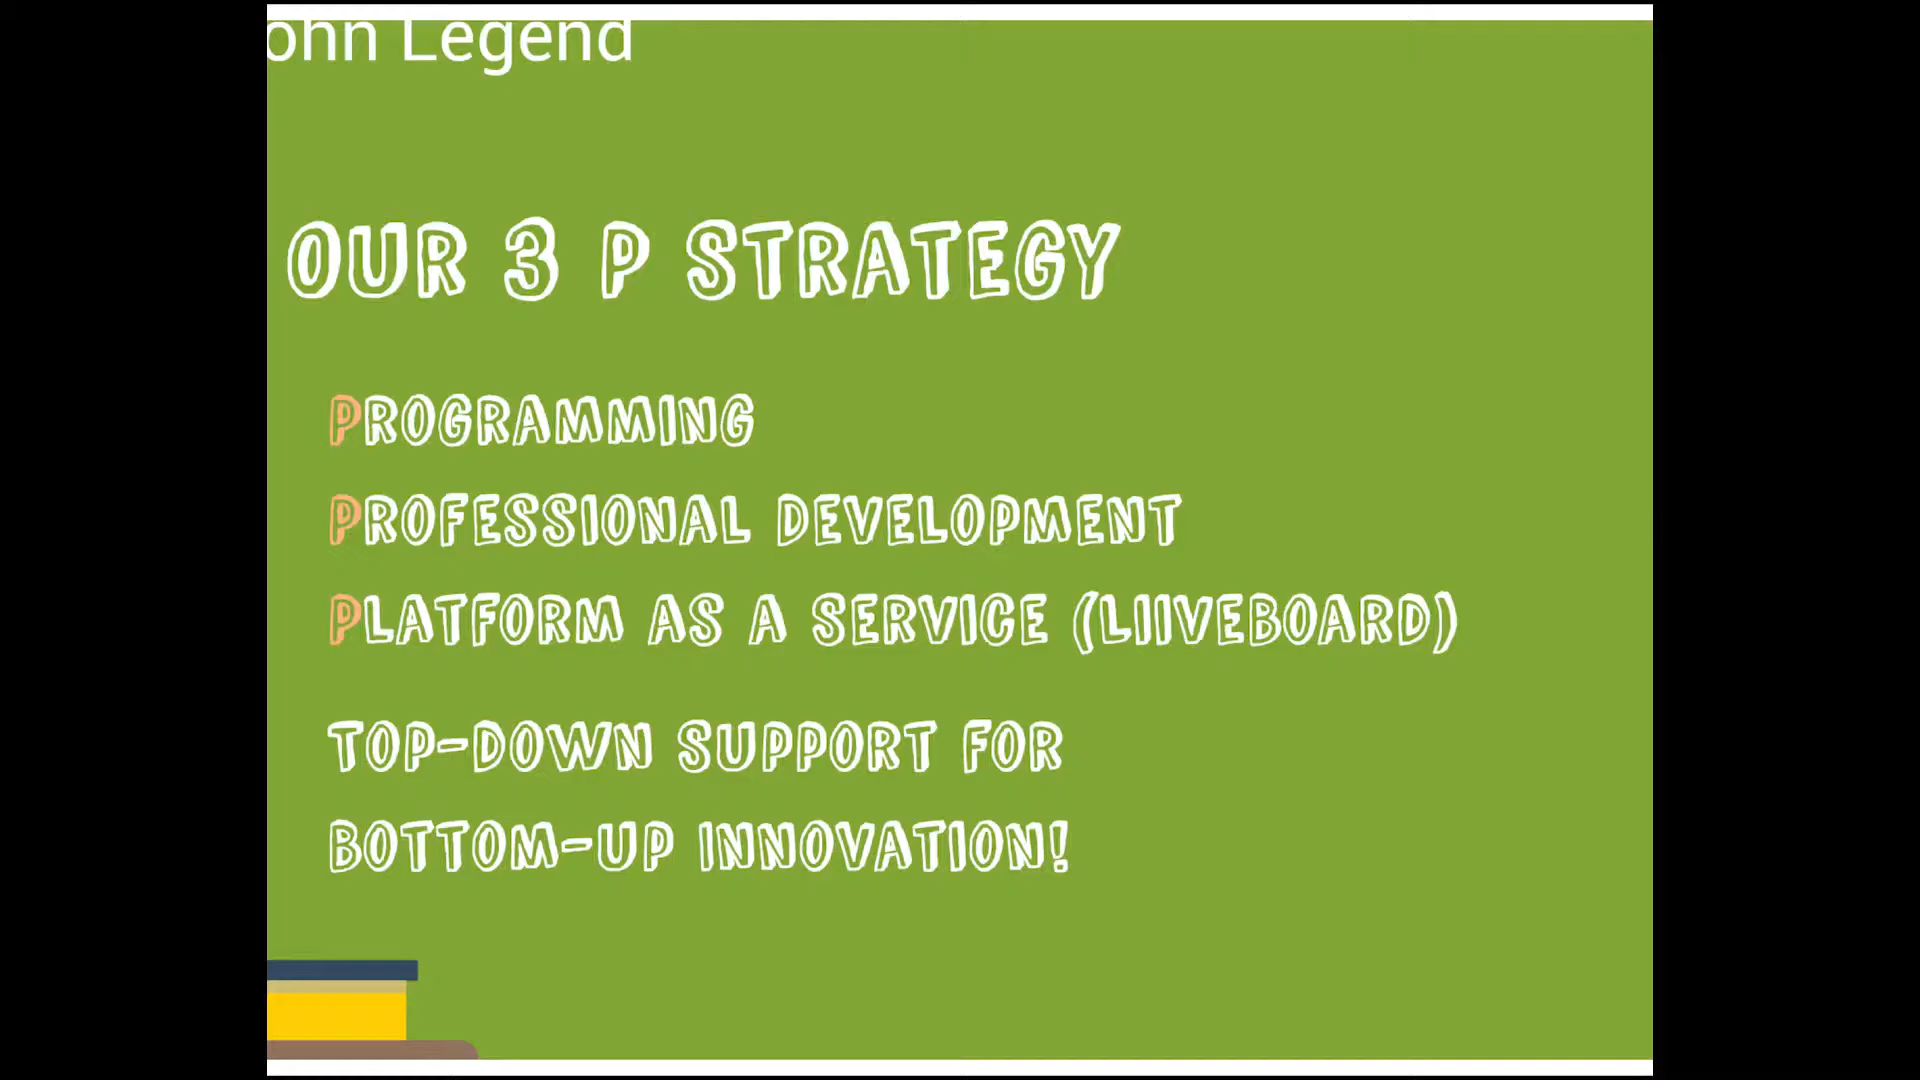 ohn Legend
OUR 3 P STRATEGY
PROGRAMMING
PROFESSIONAL DEVELOPMENT
PLATFORM AS A SERVICE (LIIVEBOARD)
TOP-DOWN SUPPORT FOR
BOTTOM-UP INNOVATION!